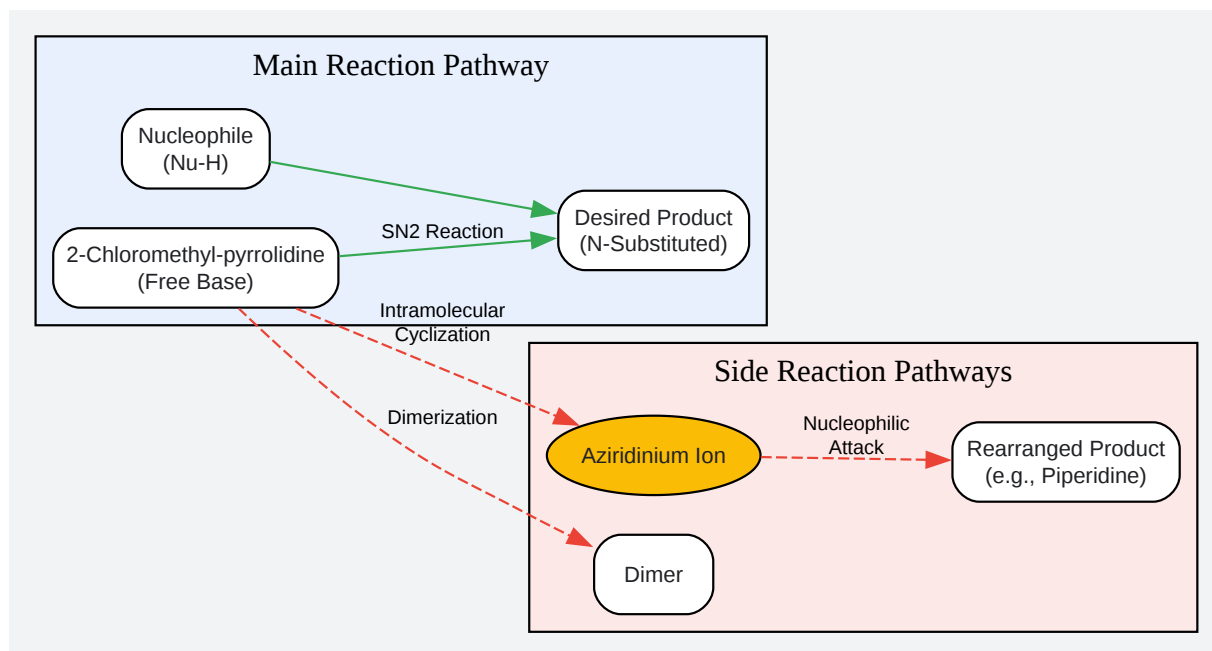 Main Reaction Pathway
Nucleophile
(Nu-H)
2-Chloromethyl-pyrrolidine
(Free Base)
SN2 Reaction
Desired Product
(N-Substituted)
Intramolecular
Cyclization
Dimerization
Side Reaction Pathways
Aziridinium Ion
Nucleophilic
Attack
Rearranged Product
(e.g., Piperidine)
Dimer